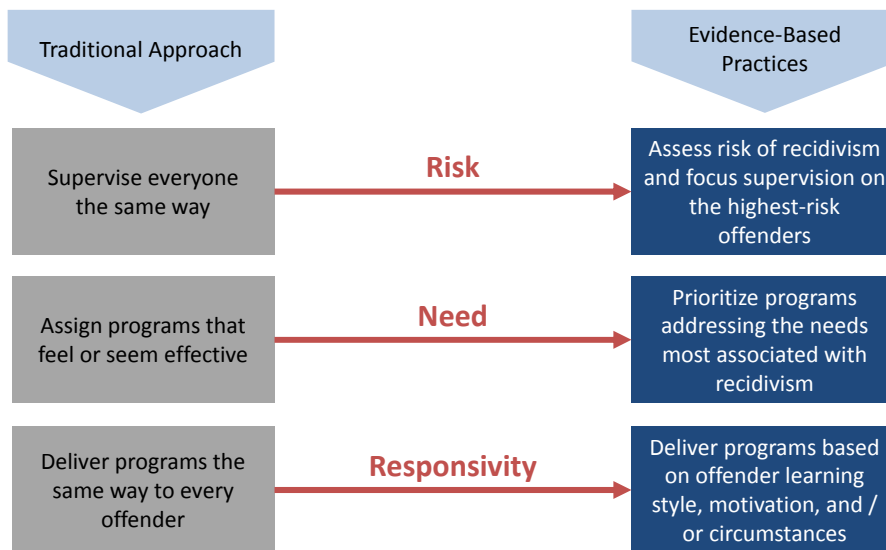 Traditional Approach
Evidence-Based
Practices
Supervise everyone
the same way
Risk
Assess risk of recidivism
and focus supervision on
the highest-risk
offenders
Assign programs that
feel or seem effective
Need
Prioritize programs
addressing the needs
most associated with
recidivism
Deliver programs the
same way to every
offender
Responsivity
Deliver programs based
on offender learning
style, motivation, and /
or circumstances